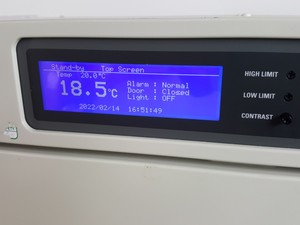 Stand-by Top Screen
Temp 20.0℃
18.5℃
Alarm : Normal
Door : Closed
Light : OFF
2022/02/14 16:51:49
HIGH LIMIT
LOW LIMIT
CONTRAST